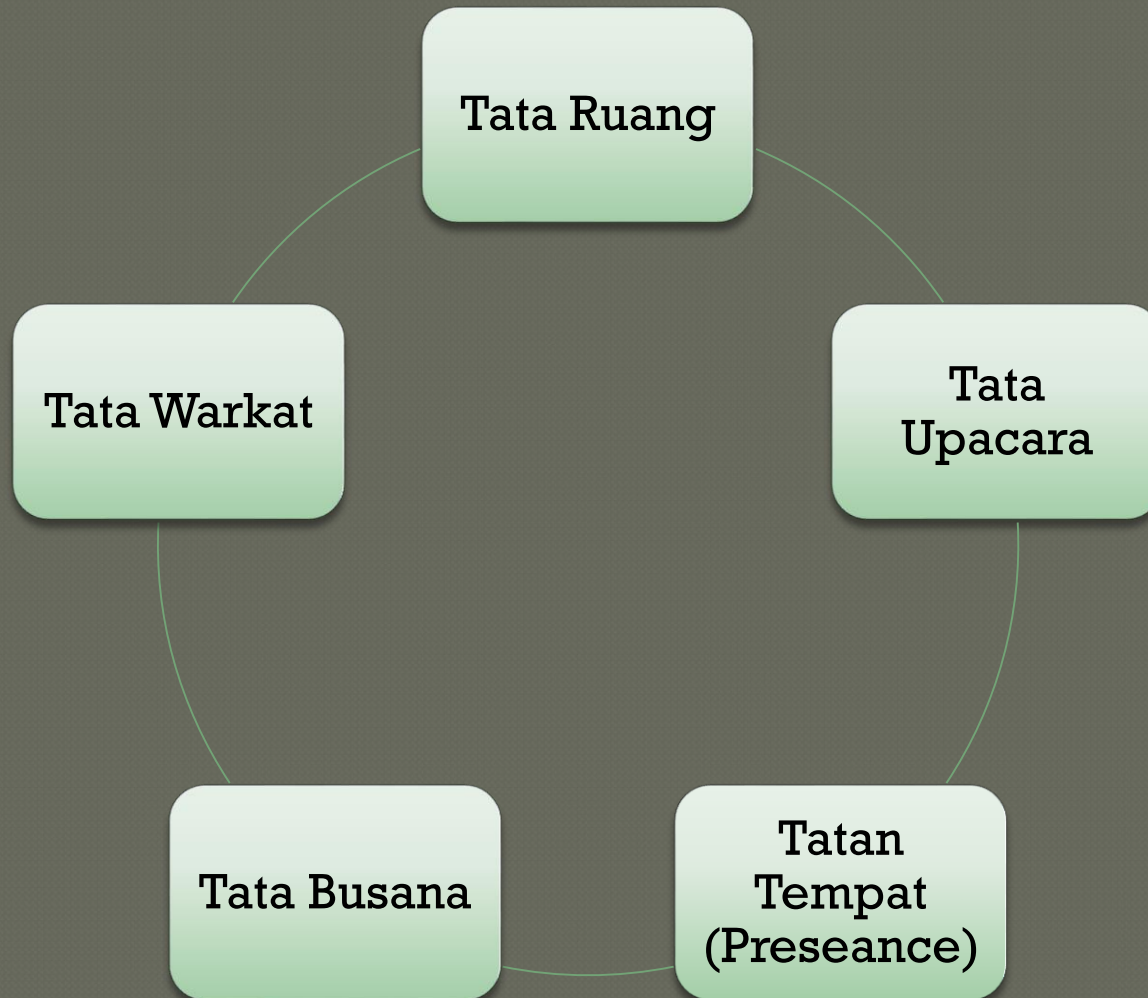 Tata Ruang
Tata
Upacara
Tatan
Tempat
(Preseance)
Tata Busana
Tata Warkat